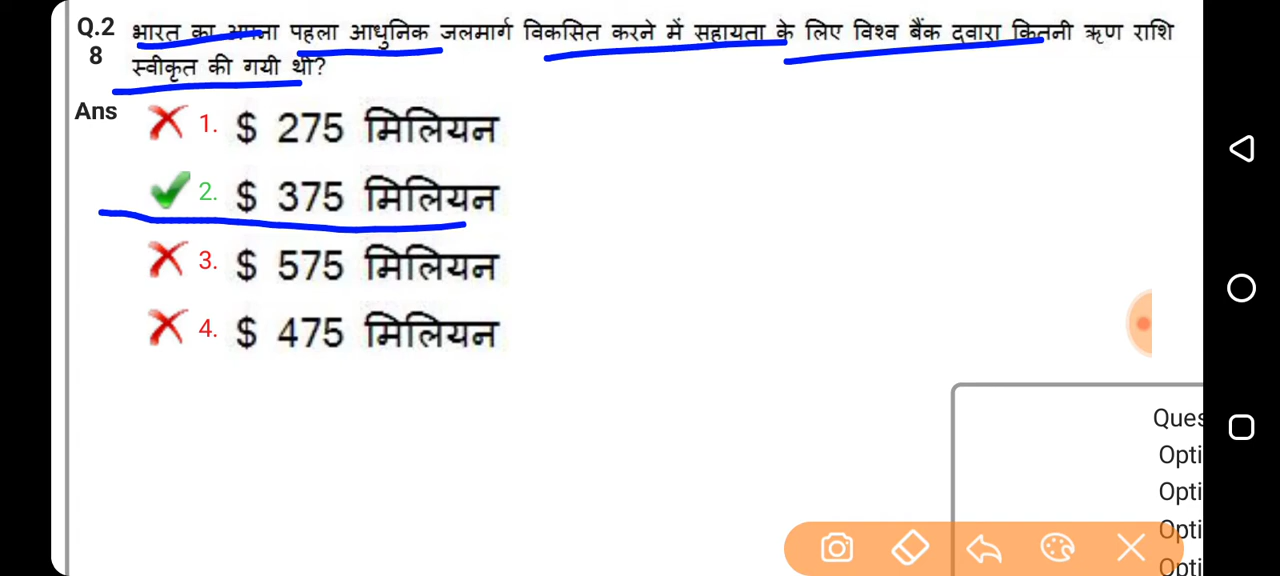 Q.2 भारत का अपना पहला आधुनिक जलमार्ग विकसित करने में सहायता के लिए विश्व बैंक द्वारा कितनी ऋण राशि
8 स्वीकृत की गयी थी?
Ans
1. $ 275 मिलियन
2. $ 375 मिलियन
3. $ 575 मिलियन
4. $ 475 मिलियन
Ques
Opti
Opti
Opti
Opti